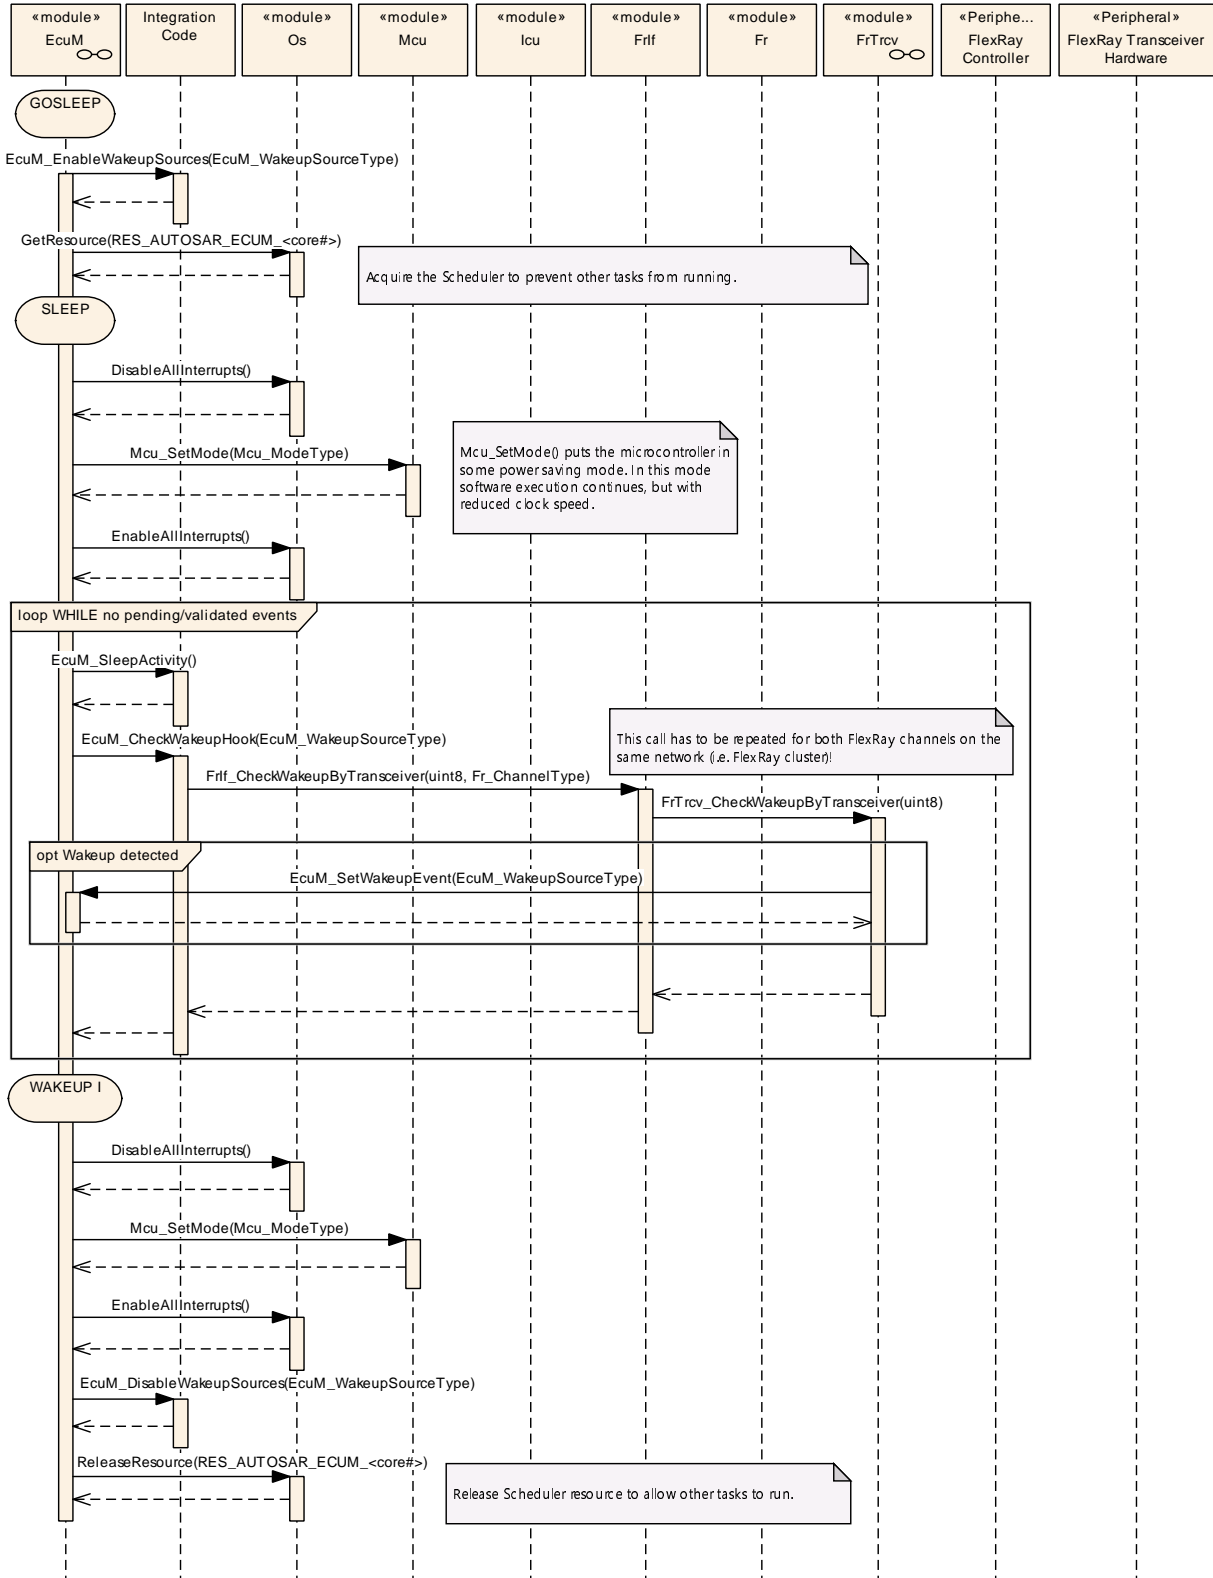 «module»
EcuM
Integration
Code
«module»
Os
«module»
Mcu
«module»
Icu
«module»
FrIf
«module»
Fr
«module»
FrTrcv
«Periphe...
FlexRay
Controller
«Peripheral»
FlexRay Transceiver
Hardware
GOSLEEP
EcuM_EnableWakeupSources(EcuM_WakeupSourceType)
GetResource(RES_AUTOSAR_ECUM_<core#>)
Acquire the Scheduler to prevent other tasks from running.
SLEEP
DisableAllInterrupts()
Mcu_SetMode(Mcu_ModeType)
Mcu_SetMode() puts the microcontroller in
some power saving mode. In this mode
software execution continues, but with
reduced clock speed.
EnableAllInterrupts()
loop WHILE no pending/validated events
EcuM_SleepActivity()
EcuM_CheckWakeupHook(EcuM_WakeupSourceType)
This call has to be repeated for both FlexRay channels on the
same network (i.e. FlexRay cluster)!
FrIf_CheckWakeupByTransceiver(uint8, Fr_ChannelType)
FrTrcv_CheckWakeupByTransceiver(uint8)
opt Wakeup detected
EcuM_SetWakeupEvent(EcuM_WakeupSourceType)
WAKEUP I
DisableAllInterrupts()
Mcu_SetMode(Mcu_ModeType)
EnableAllInterrupts()
EcuM_DisableWakeupSources(EcuM_WakeupSourceType)
ReleaseResource(RES_AUTOSAR_ECUM_<core#>)
Release Scheduler resource to allow other tasks to run.